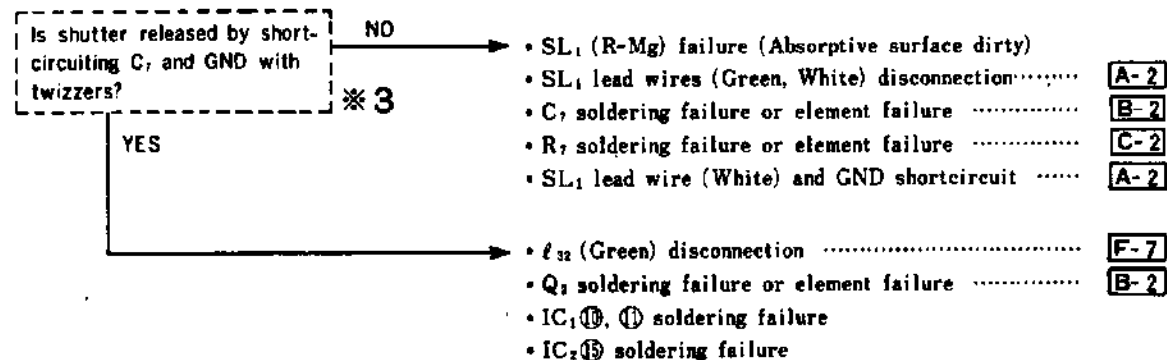 Is shutter released by short-
circuiting C₇ and GND with
twizzers?
※3
NO
YES
• SL₁ (R-Mg) failure (Absorptive surface dirty)
• SL₁ lead wires (Green, White) disconnection ········ A-2
• C₇ soldering failure or element failure ·············· B-2
• R₇ soldering failure or element failure ·············· C-2
• SL₁ lead wire (White) and GND shortcircuit ······ A-2
• ℓ₃₂ (Green) disconnection ································ F-7
• Q₂ soldering failure or element failure ·············· B-2
• IC₁⑩, ⑪ soldering failure
• IC₂⑮ soldering failure